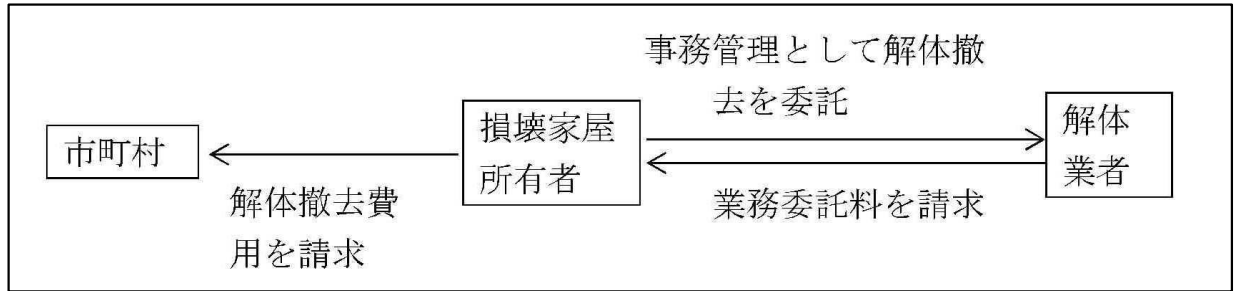 事務管理として解体撤
去を委託
市町村
損壊家屋
所有者
解体
業者
解体撤去費
用を請求
業務委託料を請求